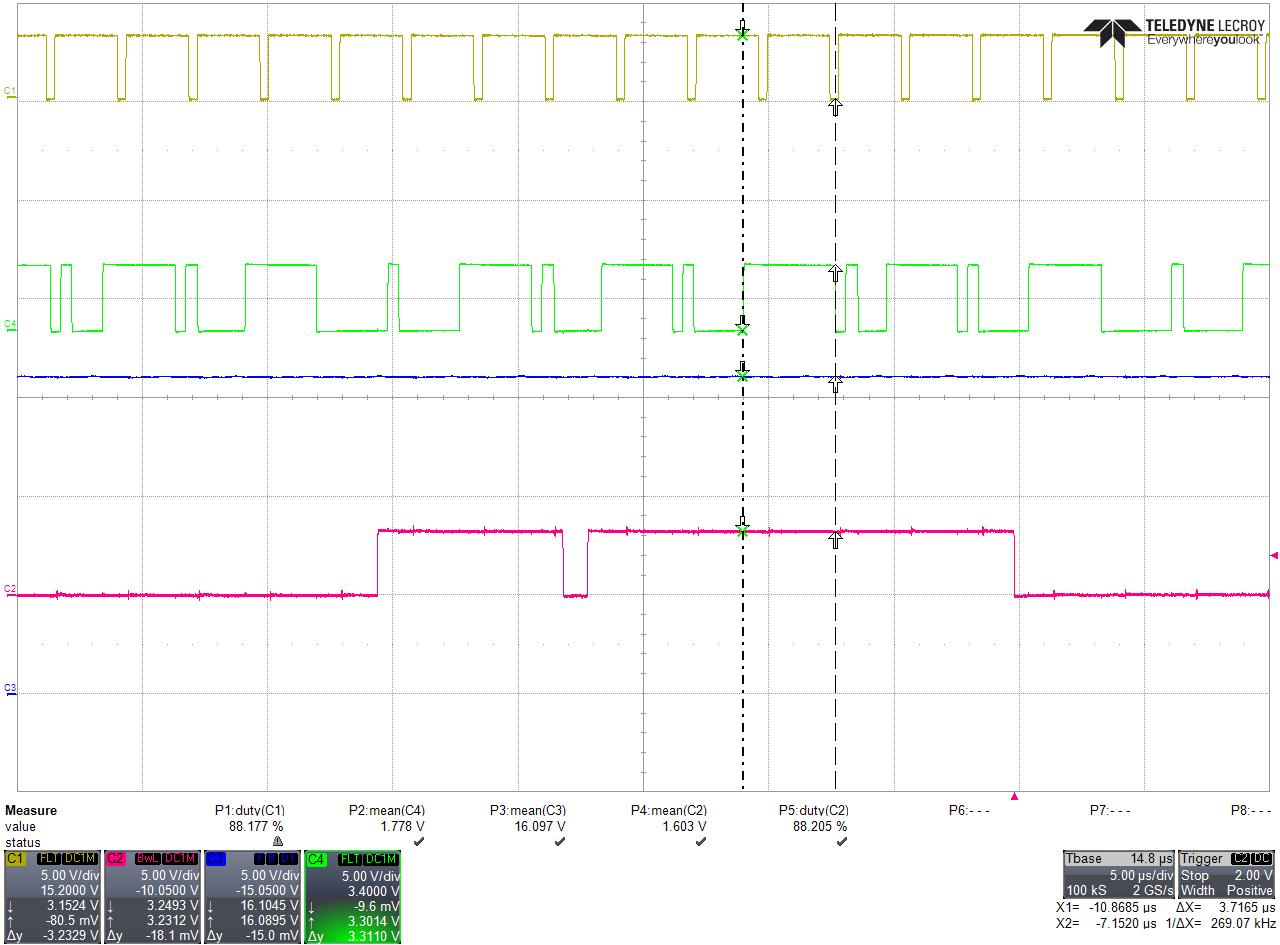 TELEDYNE LECROY
Everywhereyoulook
C1
C4
C2
C3
Measure P1:duty(C1) P2:mean(C4) P3:mean(C3) P4:mean(C2) P5:duty(C2) P6:- - - P7:- - - P8:- - -
value 88.177 % 1.778 V 16.097 V 1.603 V 88.205 %
status
C1 FLT DC1M
5.00 V/div
15.2000 V
↓ 3.1524 V
↑ -80.5 mV
Δy -3.2329 V
C2 BwL DC1M
5.00 V/div
-10.0500 V
↓ 3.2493 V
↑ 3.2312 V
Δy -18.1 mV
C3
5.00 V/div
-15.0500 V
↓ 16.1045 V
↑ 16.0895 V
Δy -15.0 mV
C4 FLT DC1M
5.00 V/div
3.4000 V
↓ -9.6 mV
↑ 3.3014 V
Δy 3.3110 V
Tbase 14.8 µs
5.00 µs/div
100 kS 2 GS/s
Trigger C2 DC
Stop 2.00 V
Width Positive
X1= -10.8685 µs ΔX= 3.7165 µs
X2= -7.1520 µs 1/ΔX= 269.07 kHz